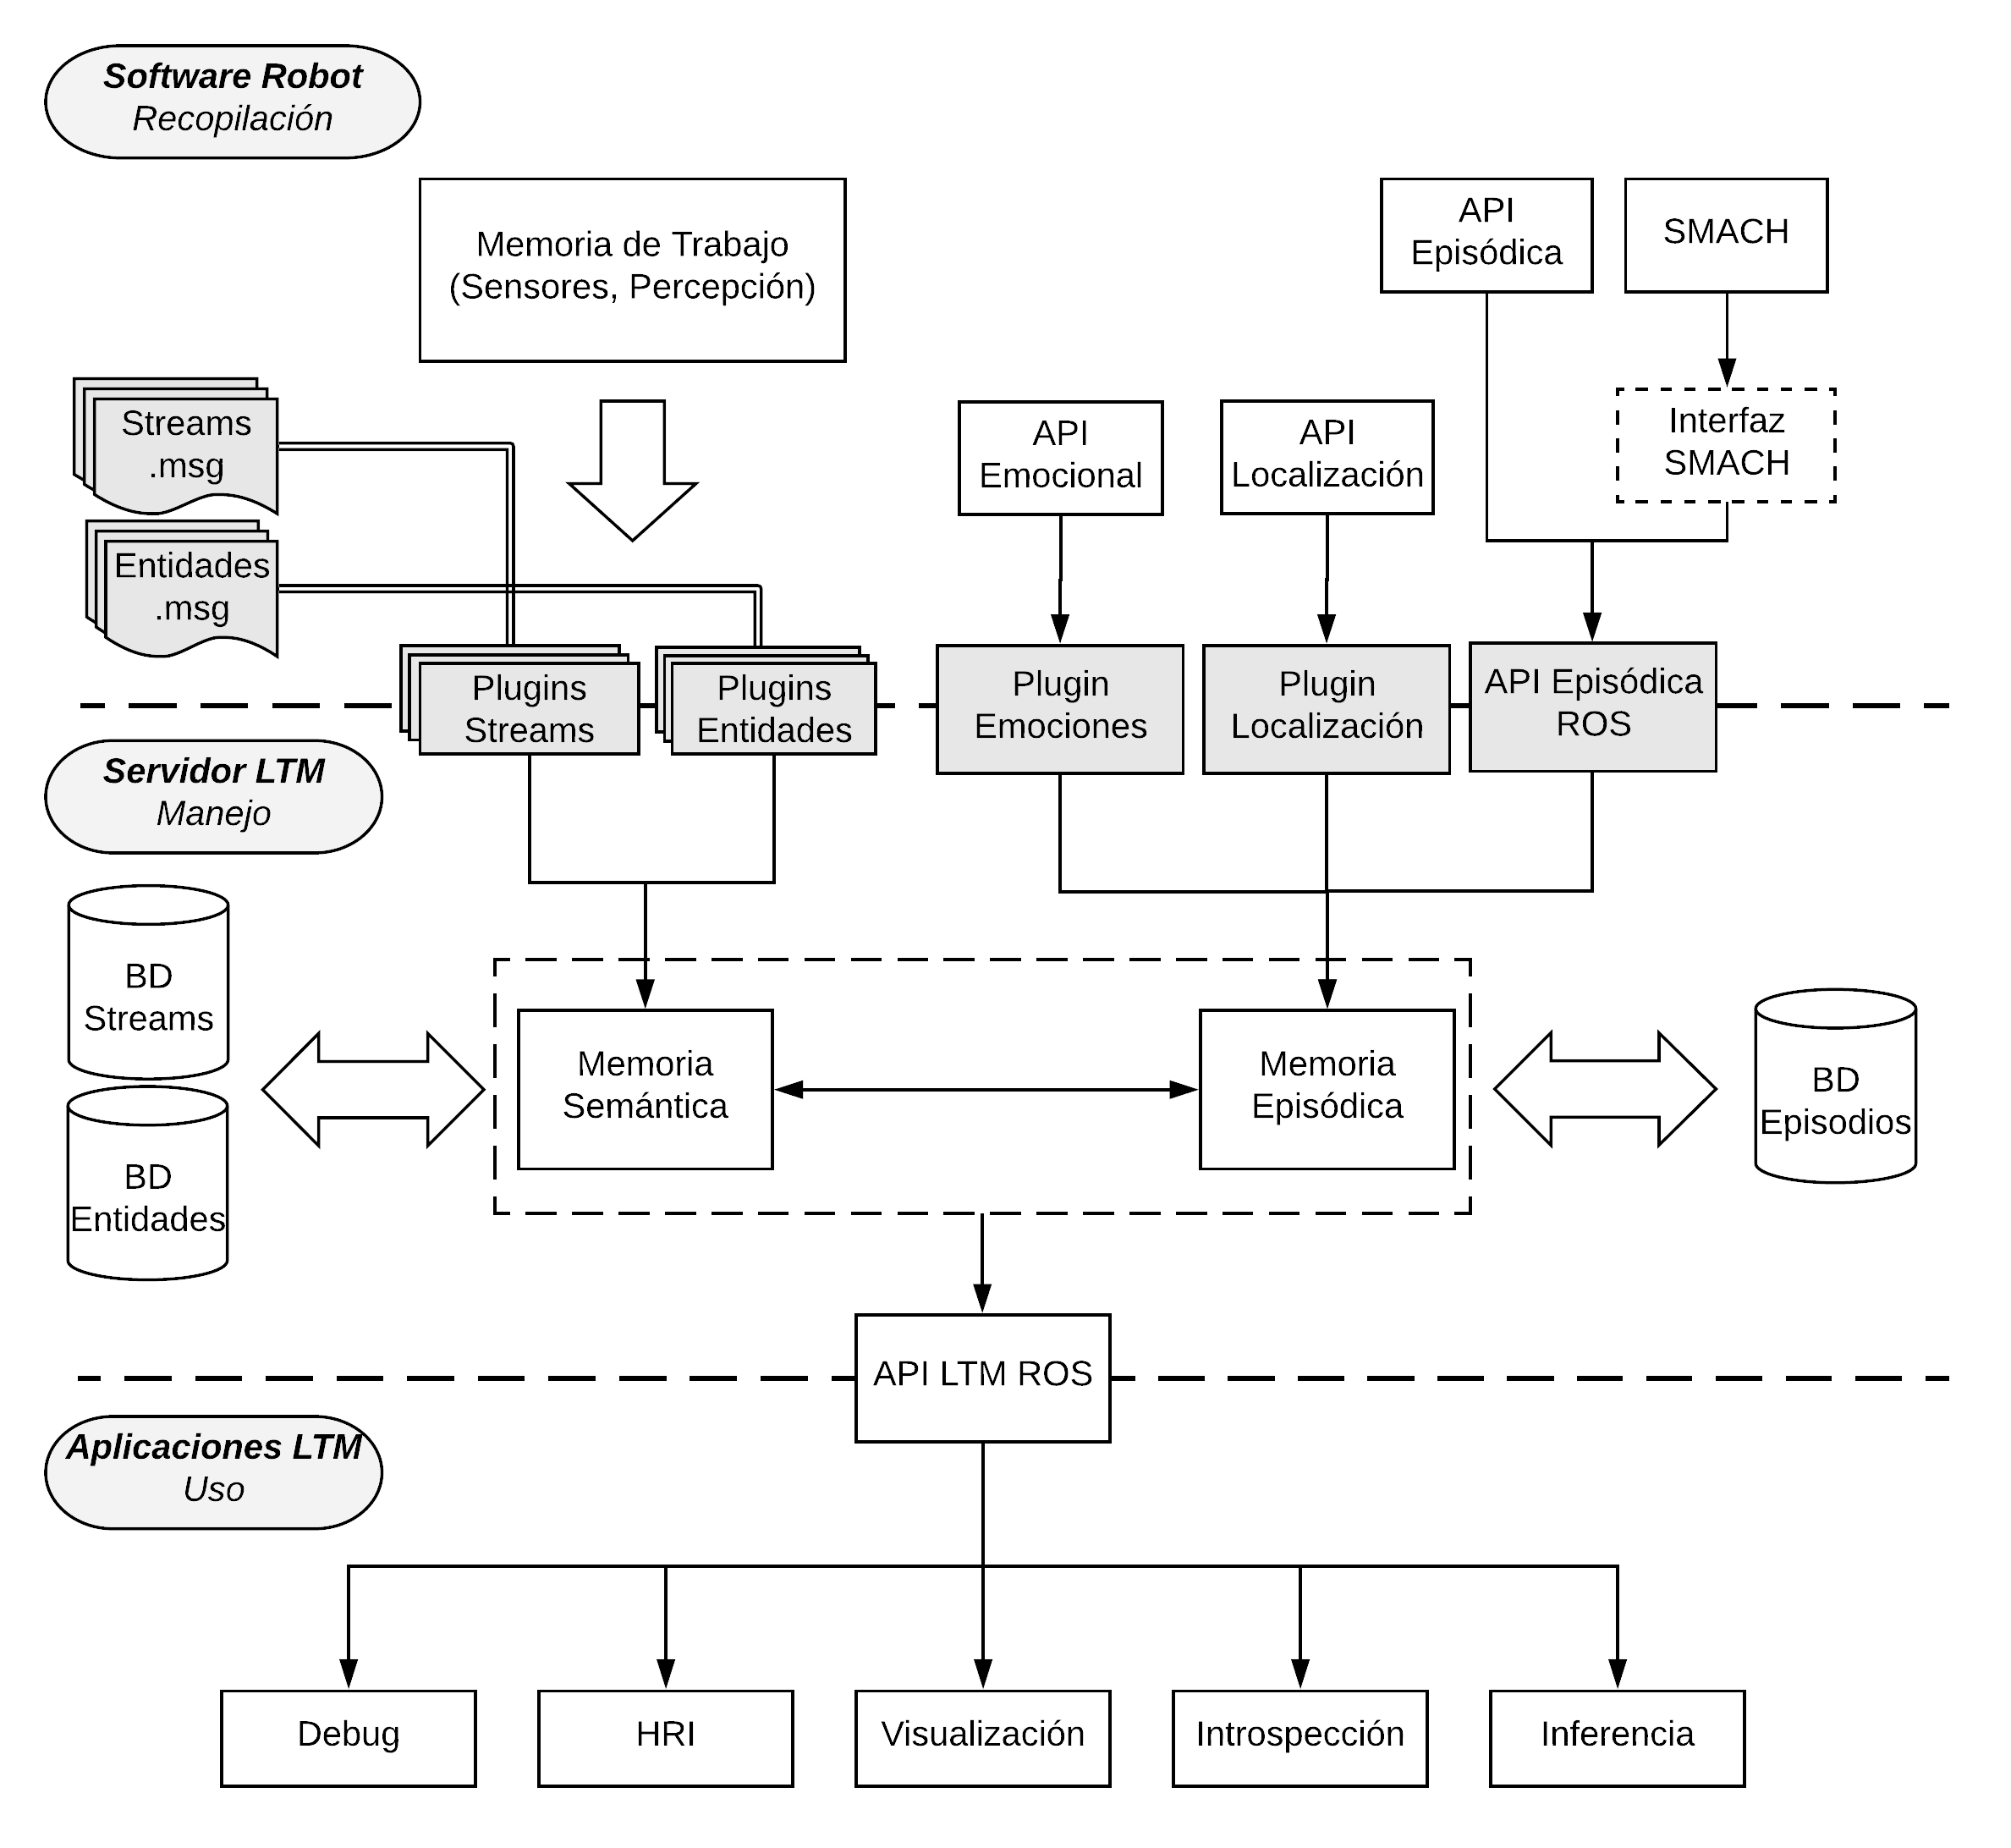 Software Robot
Recopilación
Memoria de Trabajo
(Sensores, Percepción)
API
Episódica
SMACH
Streams
.msg
API
Emocional
API
Localización
Interfaz
SMACH
Entidades
.msg
Plugins
Streams
Plugins
Entidades
Plugin
Emociones
Plugin
Localización
API Episódica
ROS
Servidor LTM
Manejo
BD
Streams
BD
Entidades
Memoria
Semántica
Memoria
Episódica
BD
Episodios
API LTM ROS
Aplicaciones LTM
Uso
Debug
HRI
Visualización
Introspección
Inferencia